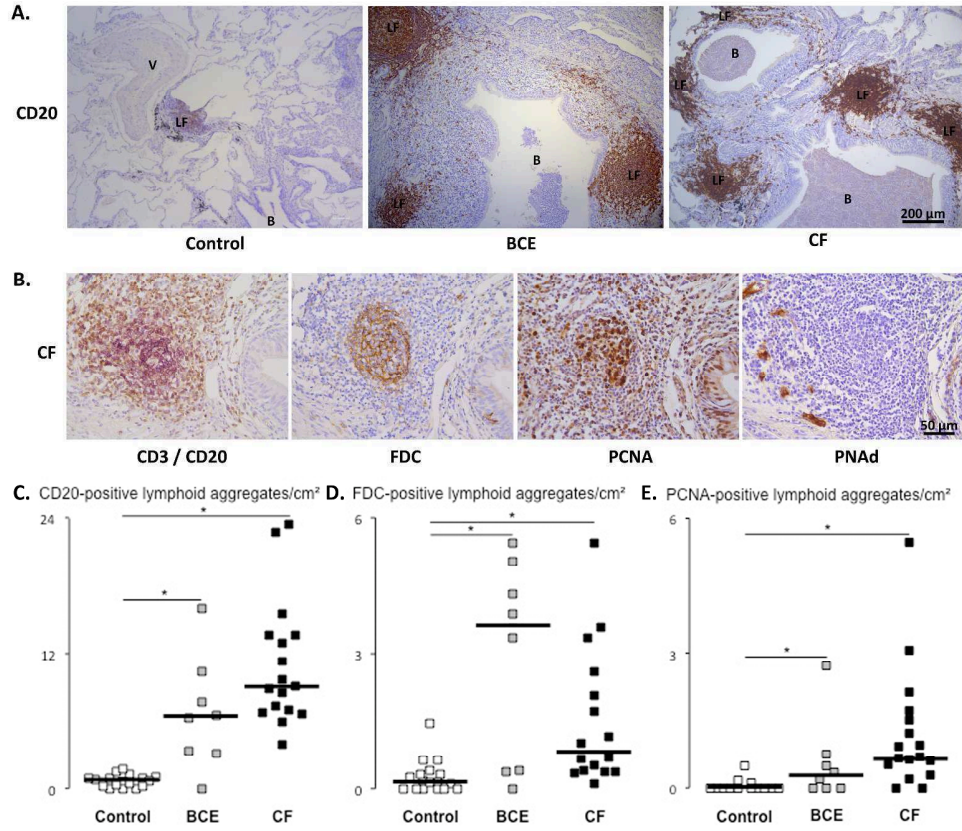 A.
CD20
V
LF
B
LF
LF
LF
B
LF
B
LF
LF
LF
LF
B
200 µm
Control
BCE
CF
B.
CF
50 µm
CD3 / CD20
FDC
PCNA
PNAd
C. CD20-positive lymphoid aggregates/cm²
24
12
0
*
*
Control
BCE
CF
D. FDC-positive lymphoid aggregates/cm²
6
3
0
*
*
Control
BCE
CF
E. PCNA-positive lymphoid aggregates/cm²
6
3
0
*
*
Control
BCE
CF